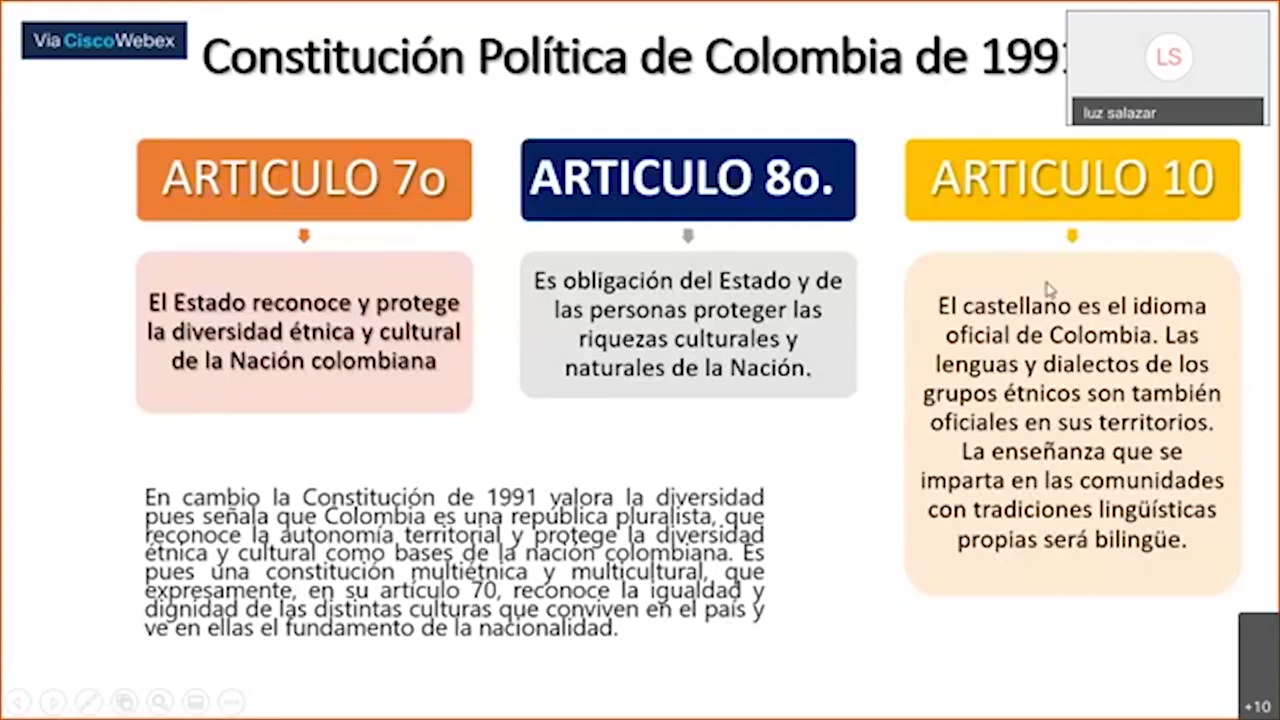 Vía CiscoWebex
Constitución Política de Colombia de 199
LS
luz salazar
ARTICULO 7o
El Estado reconoce y protege
la diversidad étnica y cultural
de la Nación colombiana
ARTICULO 8o.
Es obligación del Estado y de
las personas proteger las
riquezas culturales y
naturales de la Nación.
ARTICULO 10
El castellano es el idioma
oficial de Colombia. Las
lenguas y dialectos de los
grupos étnicos son también
oficiales en sus territorios.
La enseñanza que se
imparta en las comunidades
con tradiciones lingüísticas
propias será bilingüe.
En cambio la Constitución de 1991 valora la diversidad
pues señala que Colombia es una república pluralista, que
reconoce la autonomía territorial y protege la diversidad
étnica y cultural como bases de la nación colombiana. Es
pues una constitución multiétnica y multicultural, que
expresamente, en su artículo 70, reconoce la igualdad y
dignidad de las distintas culturas que conviven en el país y
ve en ellas el fundamento de la nacionalidad.
+10